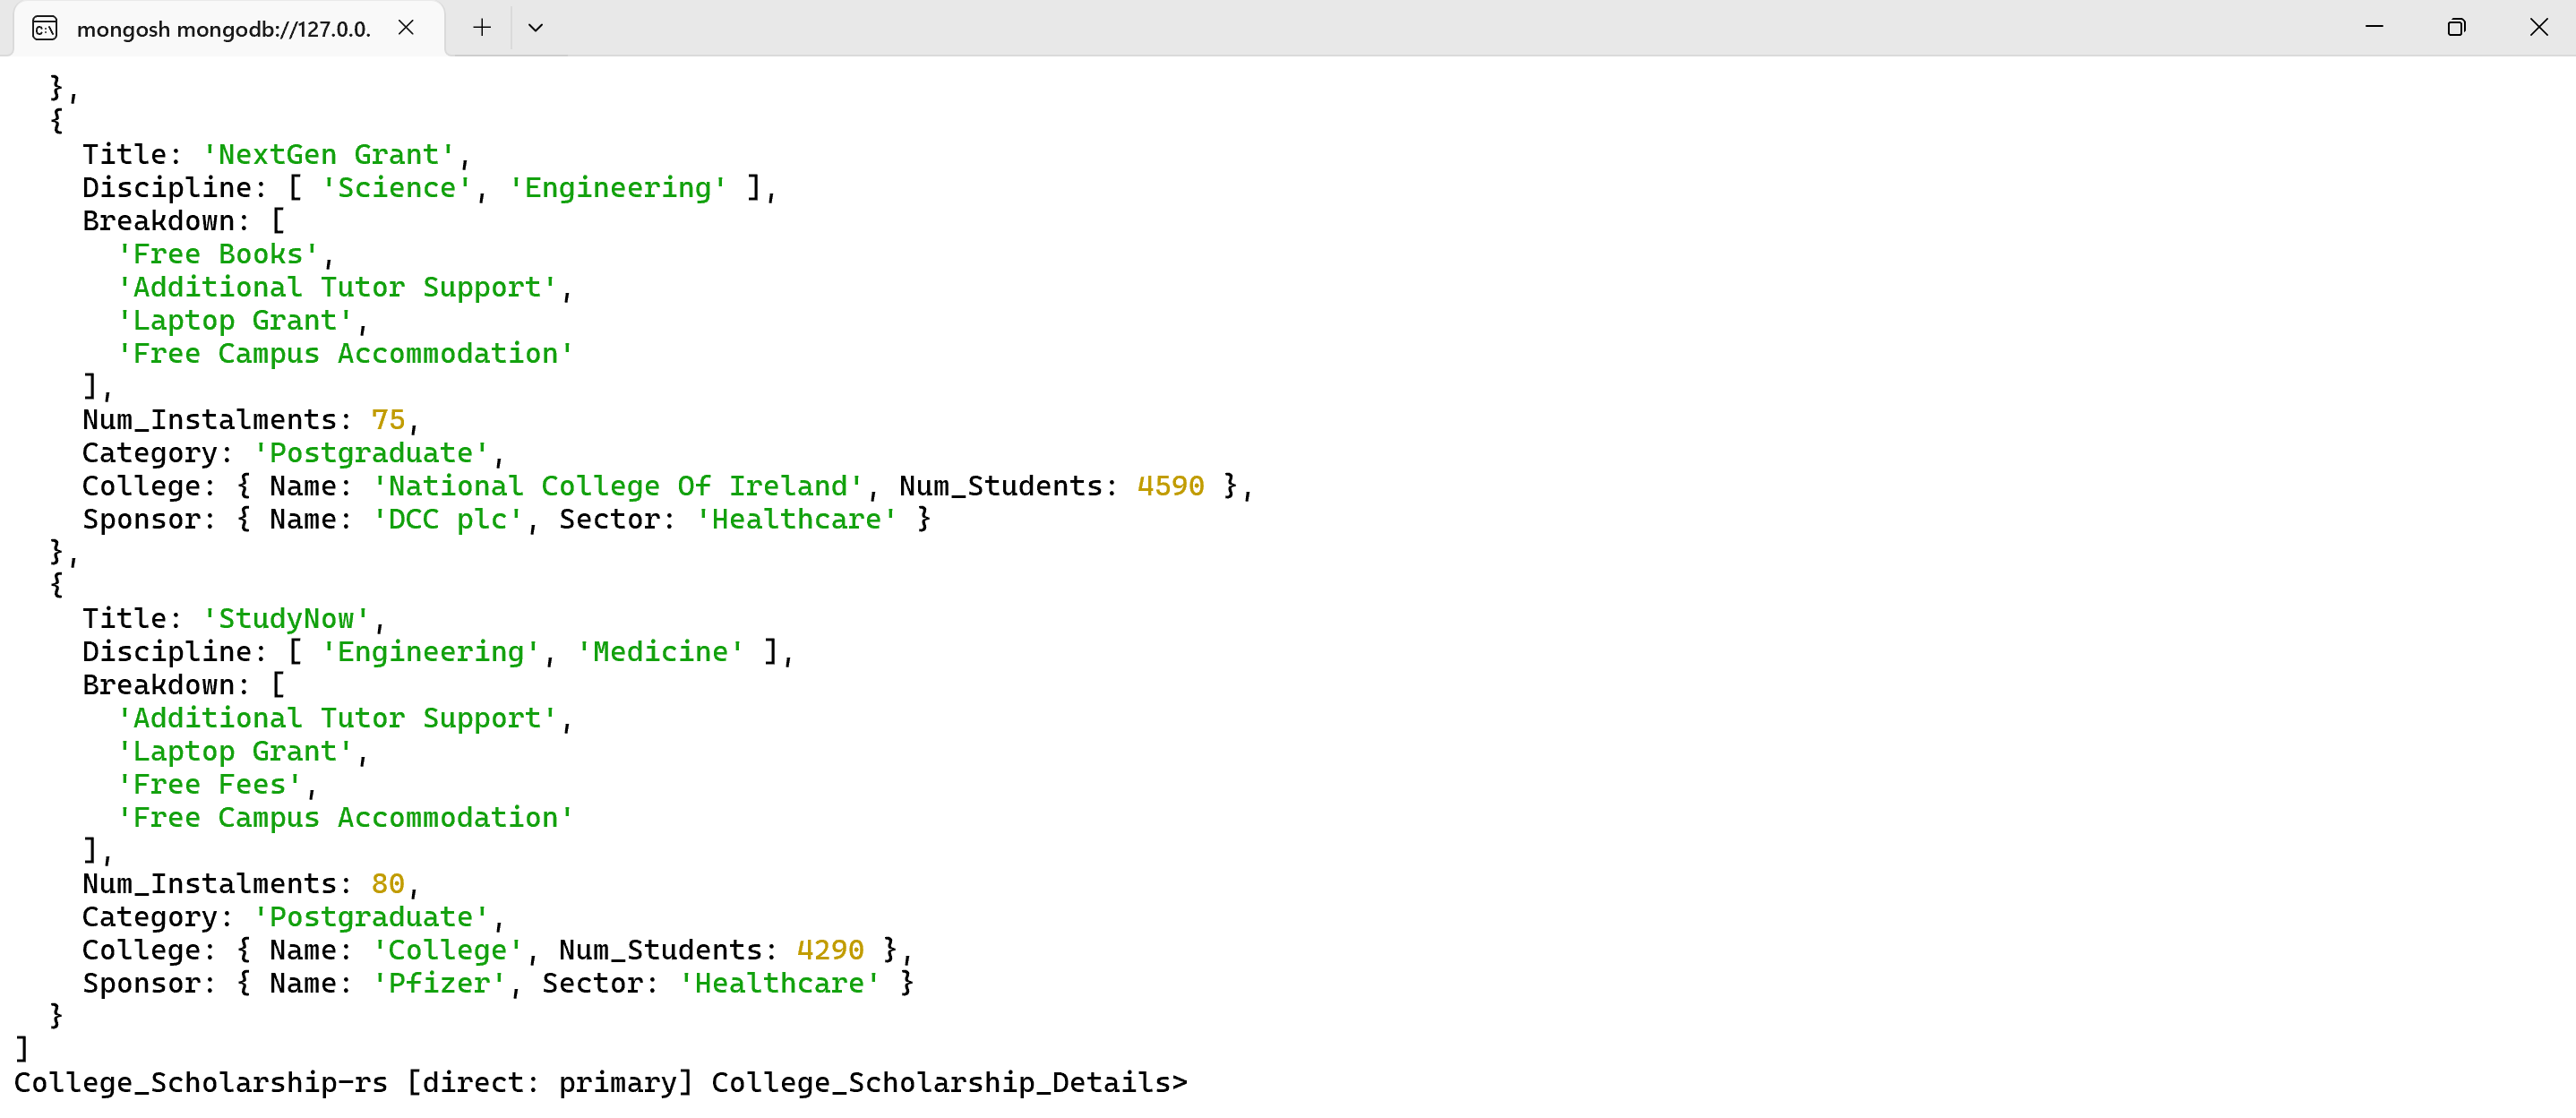 mongosh mongodb://127.0.0.
},
{
Title: 'NextGen Grant',
Discipline: [ 'Science', 'Engineering' ],
Breakdown: [
'Free Books',
'Additional Tutor Support',
'Laptop Grant',
'Free Campus Accommodation'
],
Num_Instalments: 75,
Category: 'Postgraduate',
College: { Name: 'National College Of Ireland', Num_Students: 4590 },
Sponsor: { Name: 'DCC plc', Sector: 'Healthcare' }
},
{
Title: 'StudyNow',
Discipline: [ 'Engineering', 'Medicine' ],
Breakdown: [
'Additional Tutor Support',
'Laptop Grant',
'Free Fees',
'Free Campus Accommodation'
],
Num_Instalments: 80,
Category: 'Postgraduate',
College: { Name: 'College', Num_Students: 4290 },
Sponsor: { Name: 'Pfizer', Sector: 'Healthcare' }
}
]
College_Scholarship-rs [direct: primary] College_Scholarship_Details>